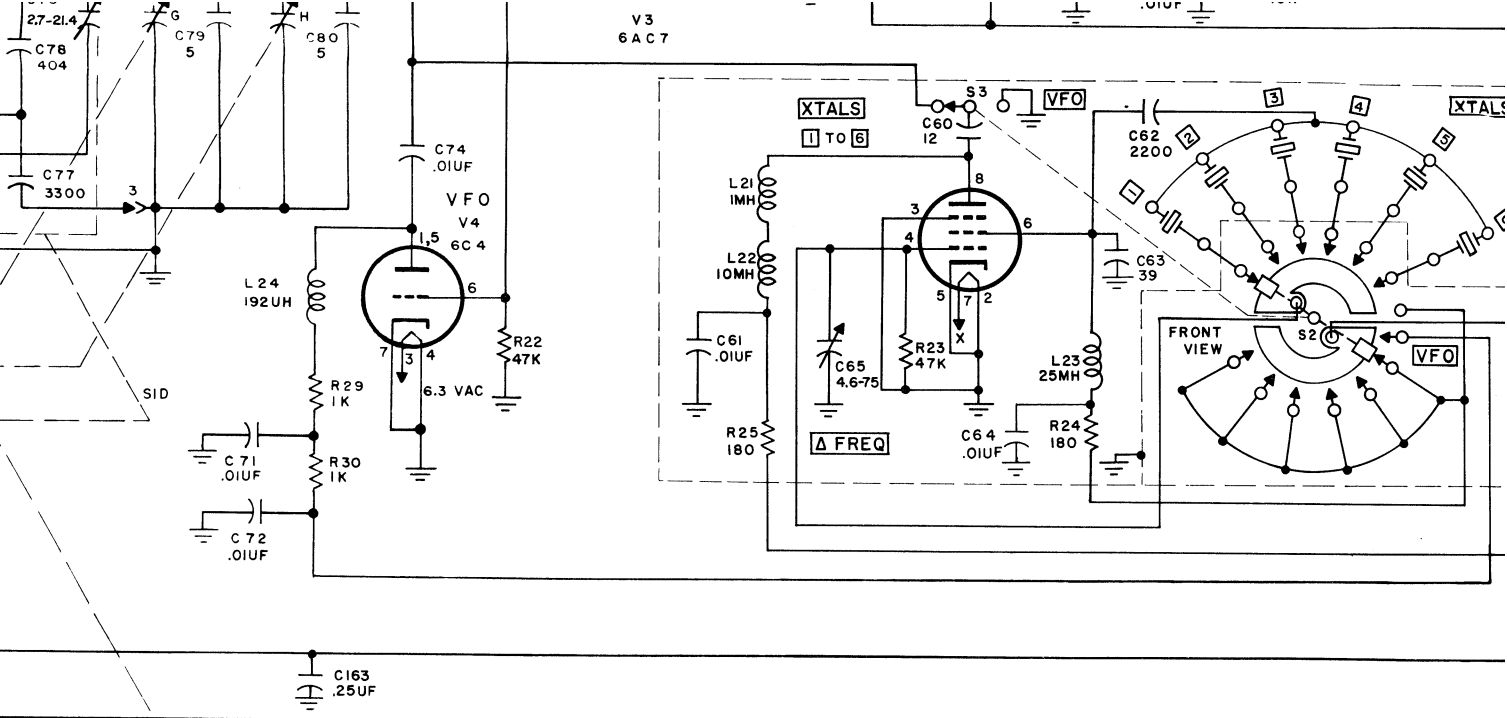 2.7-21.4
G
H
C79
5
C80
5
C78
404
C77
3300
3
V3
6AC7
.01UF
C74
.01UF
VFO
V4
6C4
1,5
6
7
3
4
6.3 VAC
L24
192UH
R22
47K
R29
1K
R30
1K
C71
.01UF
C72
.01UF
SID
C163
.25UF
XTALS
1 TO 6
S3
VFO
C60
12
L21
1MH
L22
10MH
8
3
4
6
5
7
2
X
C61
.01UF
C65
4.6-75
R23
47K
Δ FREQ
R25
180
C62
2200
C63
39
L23
25MH
C64
.01UF
R24
180
1
2
3
4
5
XTALS
FRONT
VIEW
S2
VFO